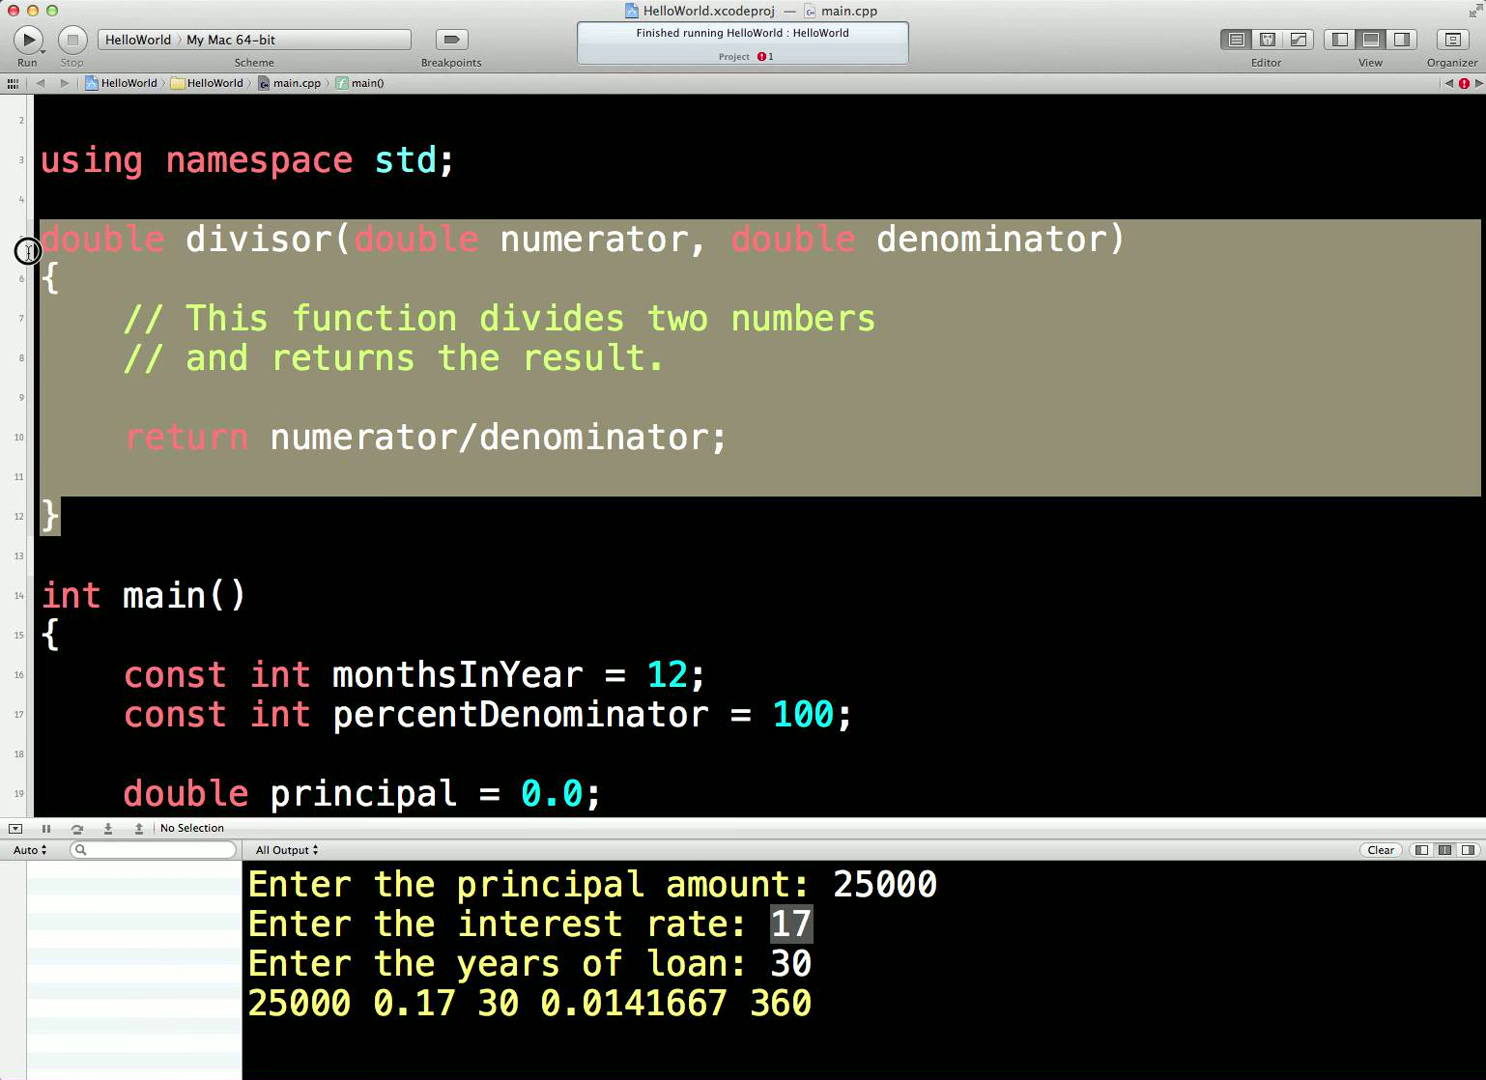 HelloWorld.xcodeproj — main.cpp
HelloWorld › My Mac 64-bit
Finished running HelloWorld : HelloWorld
Project 1
Run Stop Scheme Breakpoints Editor View Organizer
HelloWorld › HelloWorld › main.cpp › main()
2
3 using namespace std;
4
5 double divisor(double numerator, double denominator)
6 {
7 // This function divides two numbers
8 // and returns the result.
9
10 return numerator/denominator;
11
12 }
13
14 int main()
15 {
16 const int monthsInYear = 12;
17 const int percentDenominator = 100;
18
19 double principal = 0.0;
No Selection
Auto All Output Clear
Enter the principal amount: 25000
Enter the interest rate: 17
Enter the years of loan: 30
25000 0.17 30 0.0141667 360